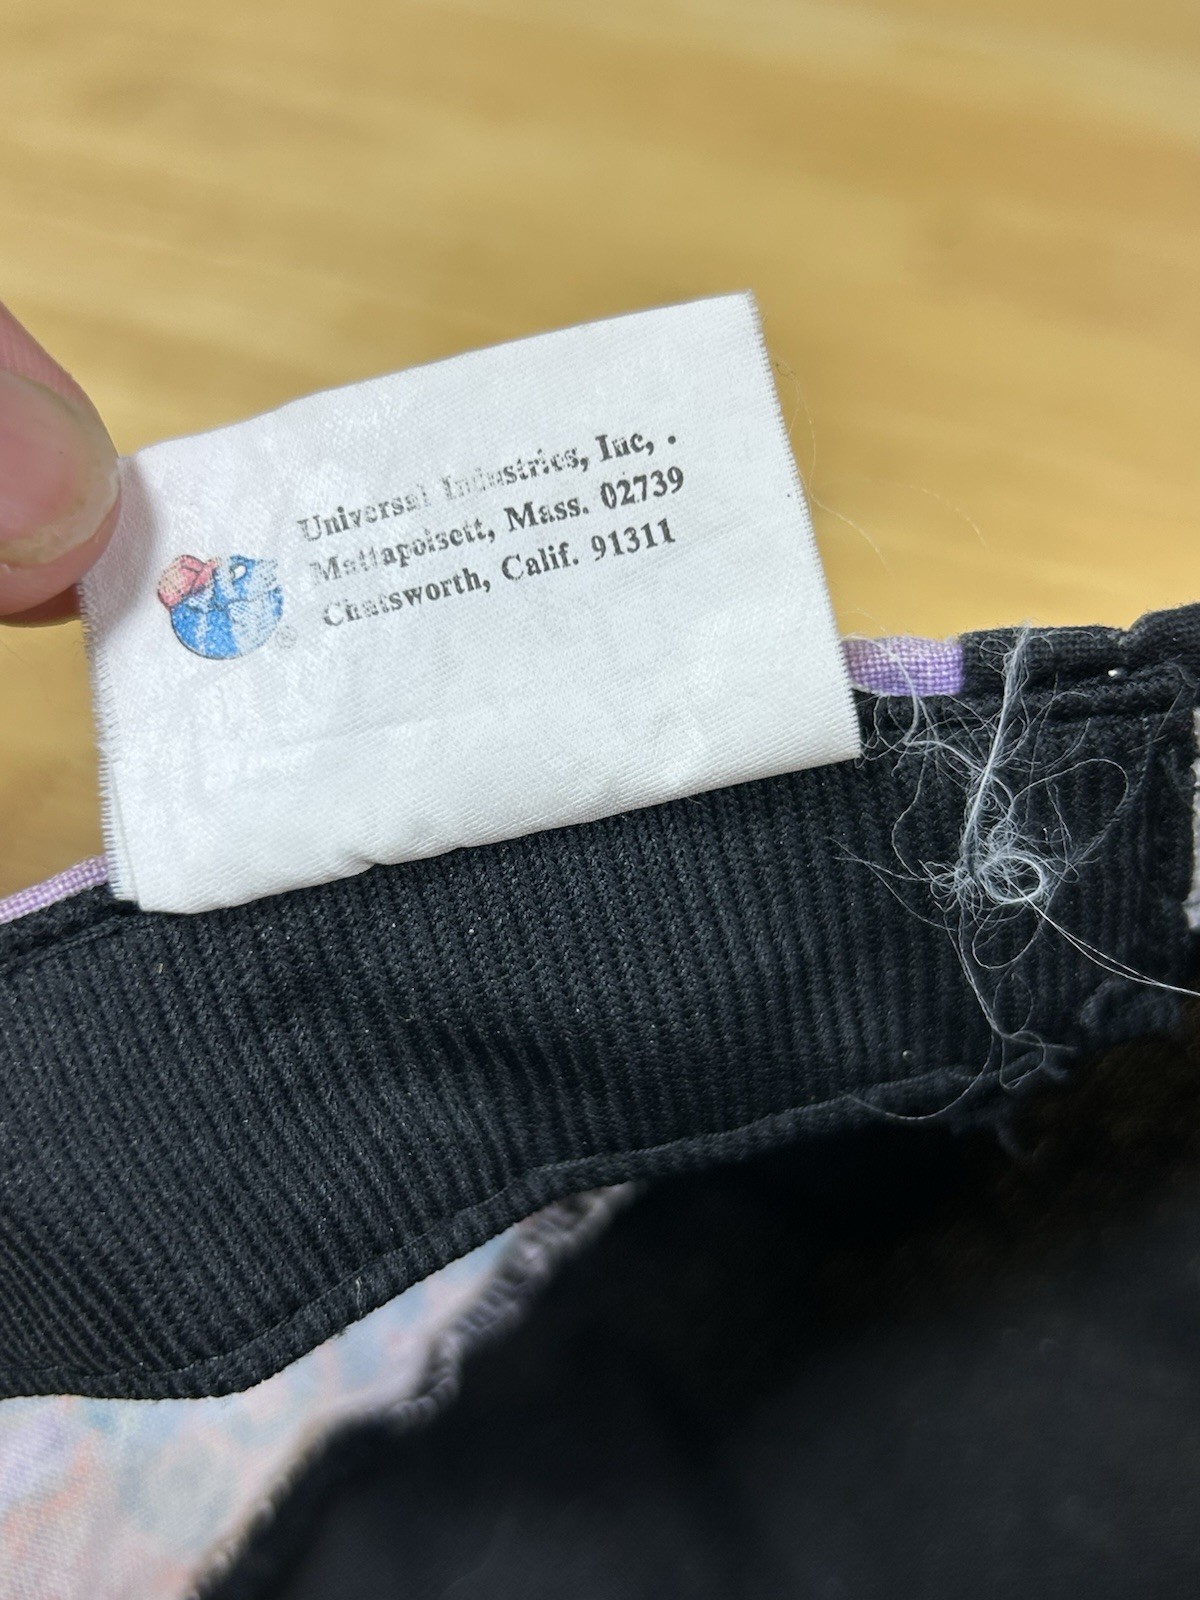 Universal Industries, Inc, .
Mattapoisett, Mass. 02739
Chatsworth, Calif. 91311
®